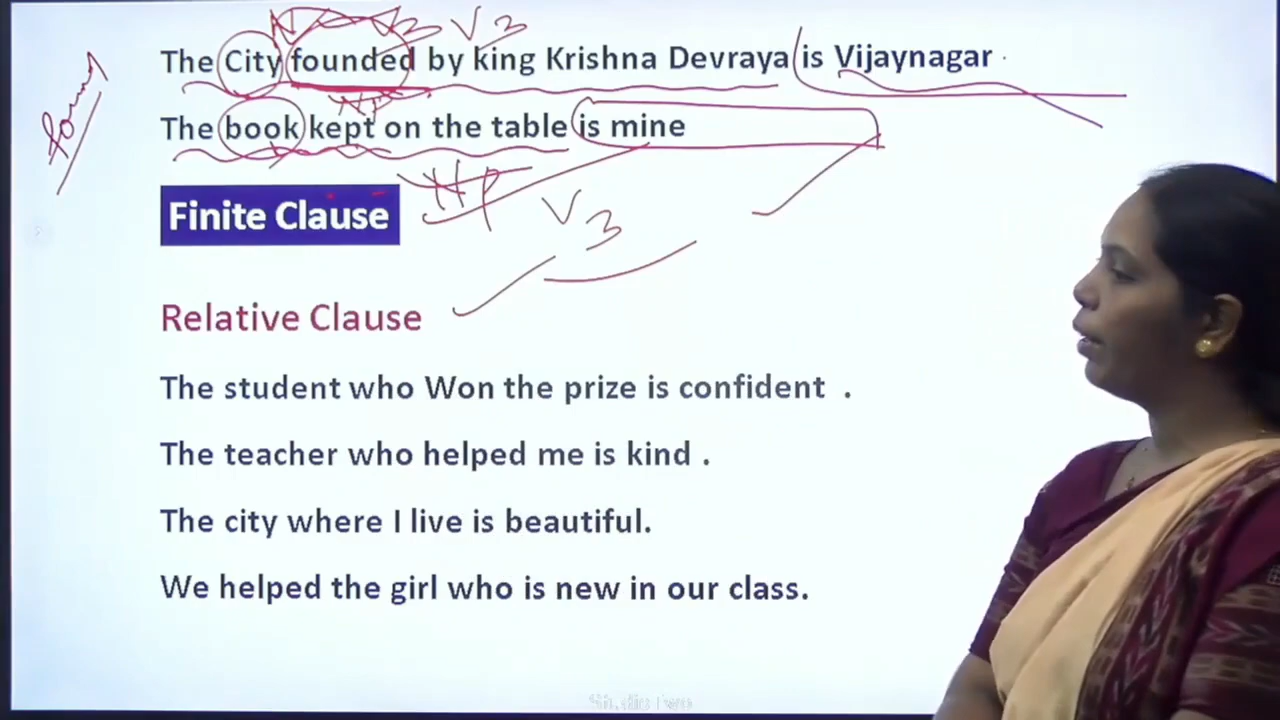 V3
The City founded by king Krishna Devraya is Vijaynagar
The book kept on the table is mine
Finite Clause
V3
Relative Clause
The student who Won the prize is confident .
The teacher who helped me is kind .
The city where I live is beautiful.
We helped the girl who is new in our class.